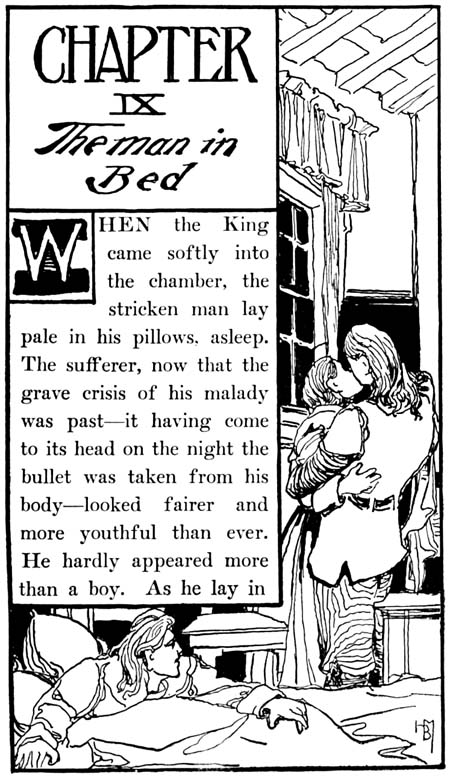 CHAPTER
IX
The man in
Bed
WHEN the King
came softly into
the chamber, the
stricken man lay
pale in his pillows, asleep.
The sufferer, now that the
grave crisis of his malady
was past—it having come
to its head on the night the
bullet was taken from his
body—looked fairer and
more youthful than ever.
He hardly appeared more
than a boy. As he lay in